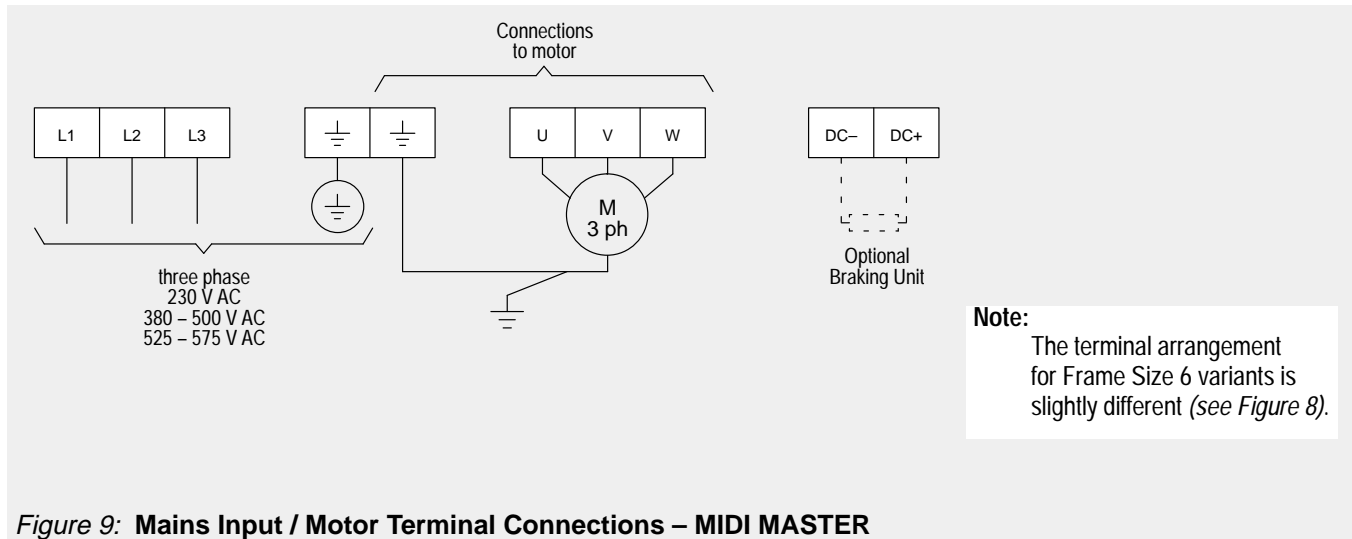 Connections
to motor
L1 L2 L3 U V W DC– DC+
M
3 ph
three phase
230 V AC
380 – 500 V AC
525 – 575 V AC
Optional
Braking Unit
Note:
The terminal arrangement
for Frame Size 6 variants is
slightly different (see Figure 8).
Figure 9: Mains Input / Motor Terminal Connections – MIDI MASTER